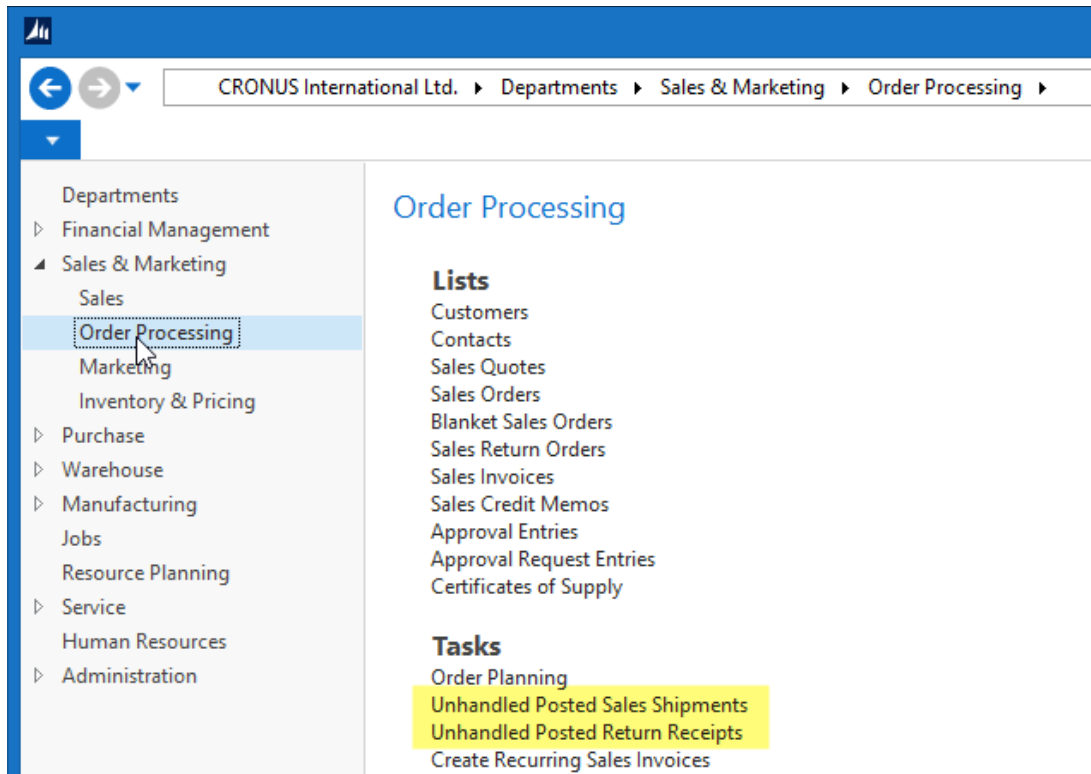 CRONUS International Ltd. ▸ Departments ▸ Sales & Marketing ▸ Order Processing ▸
Departments
Financial Management
Sales & Marketing
Sales
Order Processing
Marketing
Inventory & Pricing
Purchase
Warehouse
Manufacturing
Jobs
Resource Planning
Service
Human Resources
Administration
Order Processing
Lists
Customers
Contacts
Sales Quotes
Sales Orders
Blanket Sales Orders
Sales Return Orders
Sales Invoices
Sales Credit Memos
Approval Entries
Approval Request Entries
Certificates of Supply
Tasks
Order Planning
Unhandled Posted Sales Shipments
Unhandled Posted Return Receipts
Create Recurring Sales Invoices